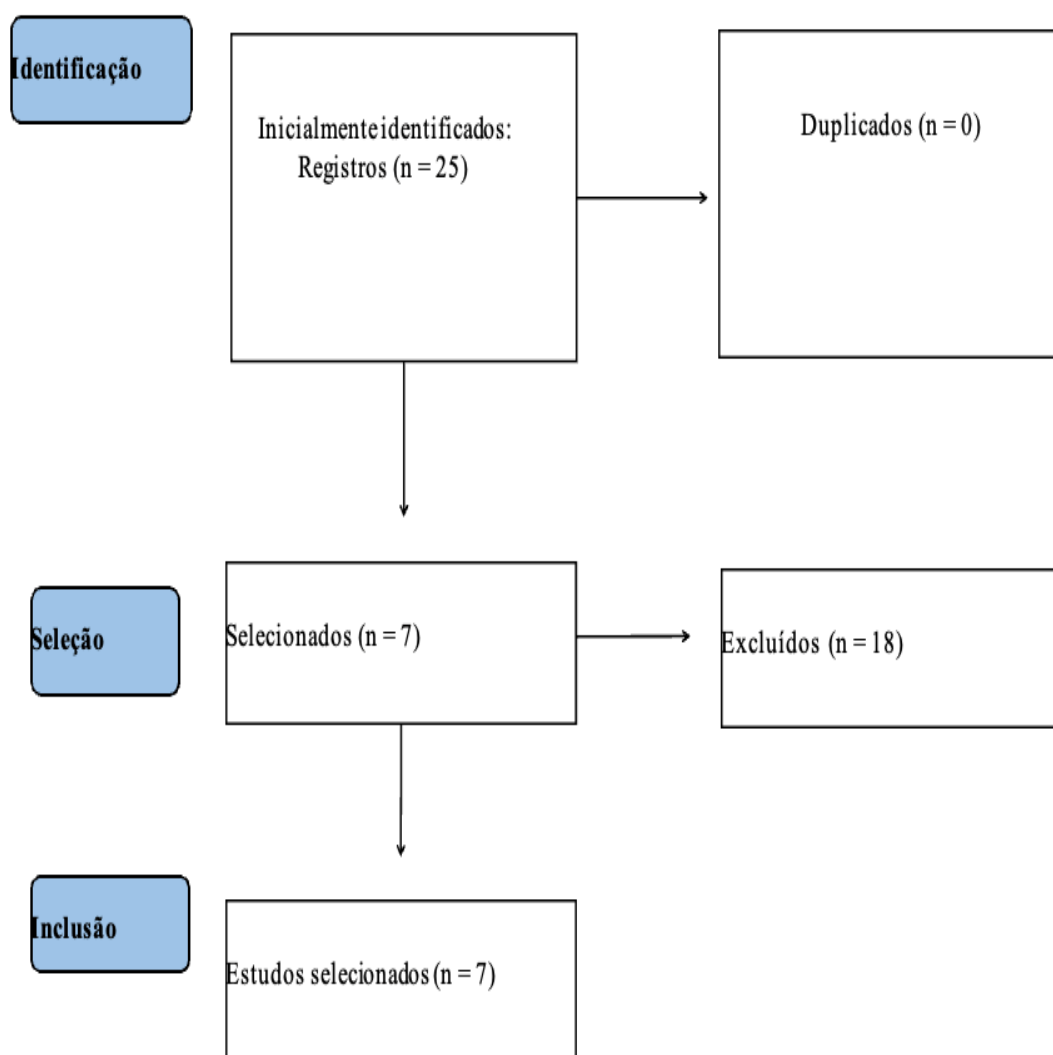 Identificação
Inicialmente identificados:
Registros (n = 25)
Duplicados (n = 0)
Seleção
Selecionados (n = 7)
Excluídos (n = 18)
Inclusão
Estudos selecionados (n = 7)